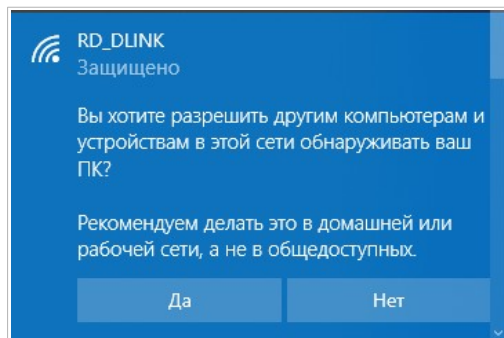 RD_DLINK
Защищено
Вы хотите разрешить другим компьютерам и
устройствам в этой сети обнаруживать ваш
ПК?
Рекомендуем делать это в домашней или
рабочей сети, а не в общедоступных.
Да
Нет